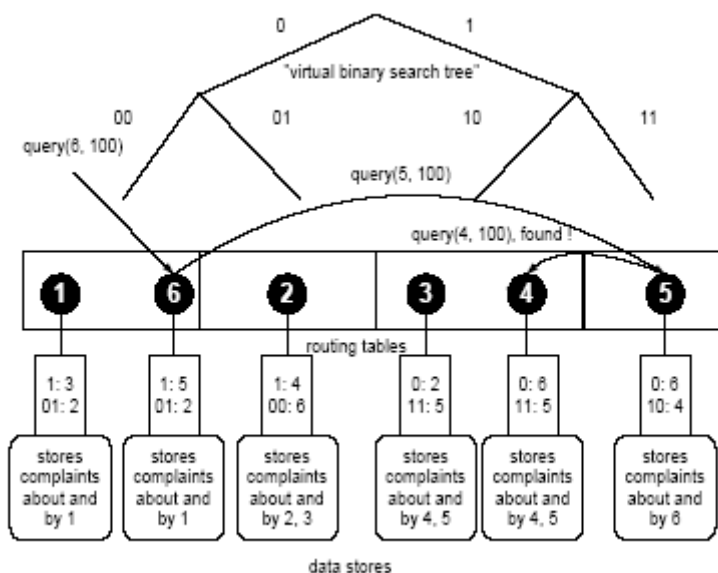 0
1
"virtual binary search tree"
00
01
10
11
query(6, 100)
query(5, 100)
query(4, 100), found !
1
6
2
3
4
5
routing tables
1: 3
01: 2
1: 5
01: 2
1: 4
00: 6
0: 2
11: 5
0: 6
11: 5
0: 6
10: 4
stores
complaints
about and
by 1
stores
complaints
about and
by 1
stores
complaints
about and
by 2, 3
stores
complaints
about and
by 4, 5
stores
complaints
about and
by 4, 5
stores
complaints
about and
by 6
data stores